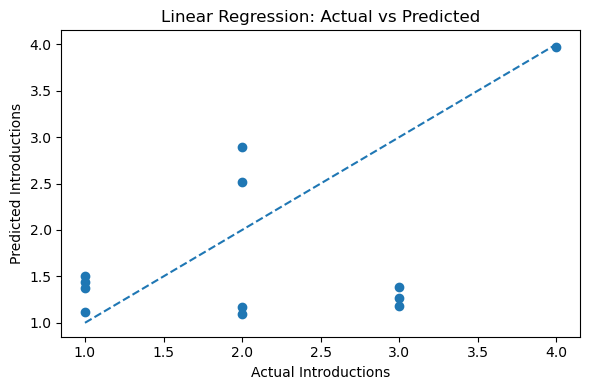 Linear Regression: Actual vs Predicted
4.0
3.5
3.0
2.5
2.0
1.5
1.0
Predicted Introductions
1.0 1.5 2.0 2.5 3.0 3.5 4.0
Actual Introductions